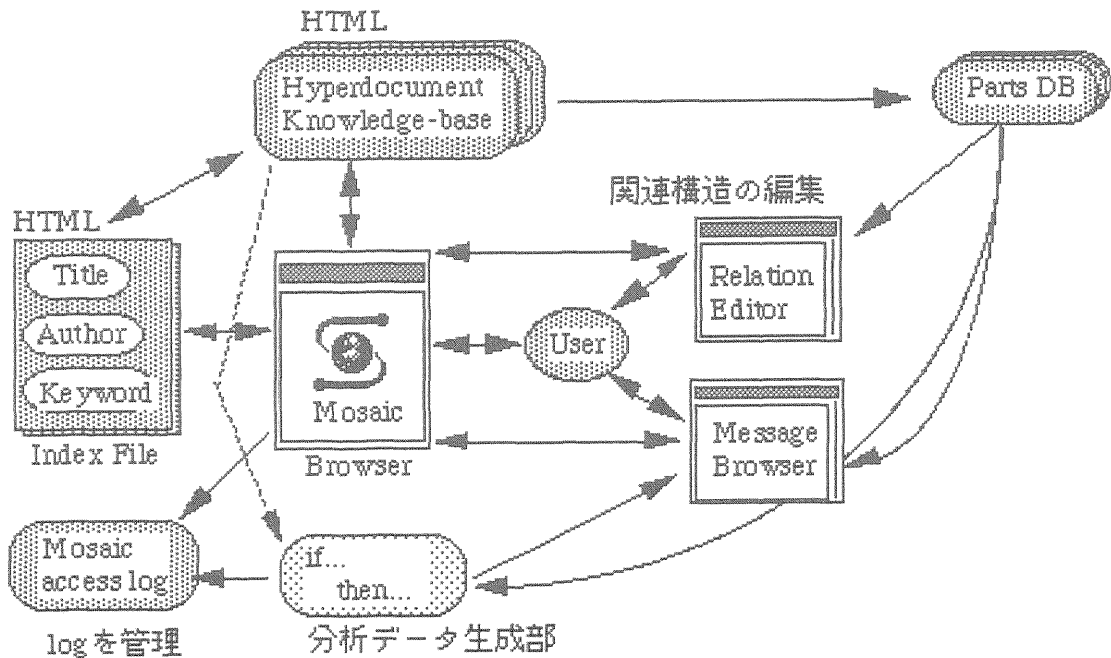 HTML
Hyperdocument
Knowledge-base
Parts DB
関連構造の編集
HTML
Title
Author
Keyword
Index File
Mosaic
Browser
User
Relation
Editor
Message
Browser
Mosaic
access log
logを管理
if...
then...
分析データ生成部